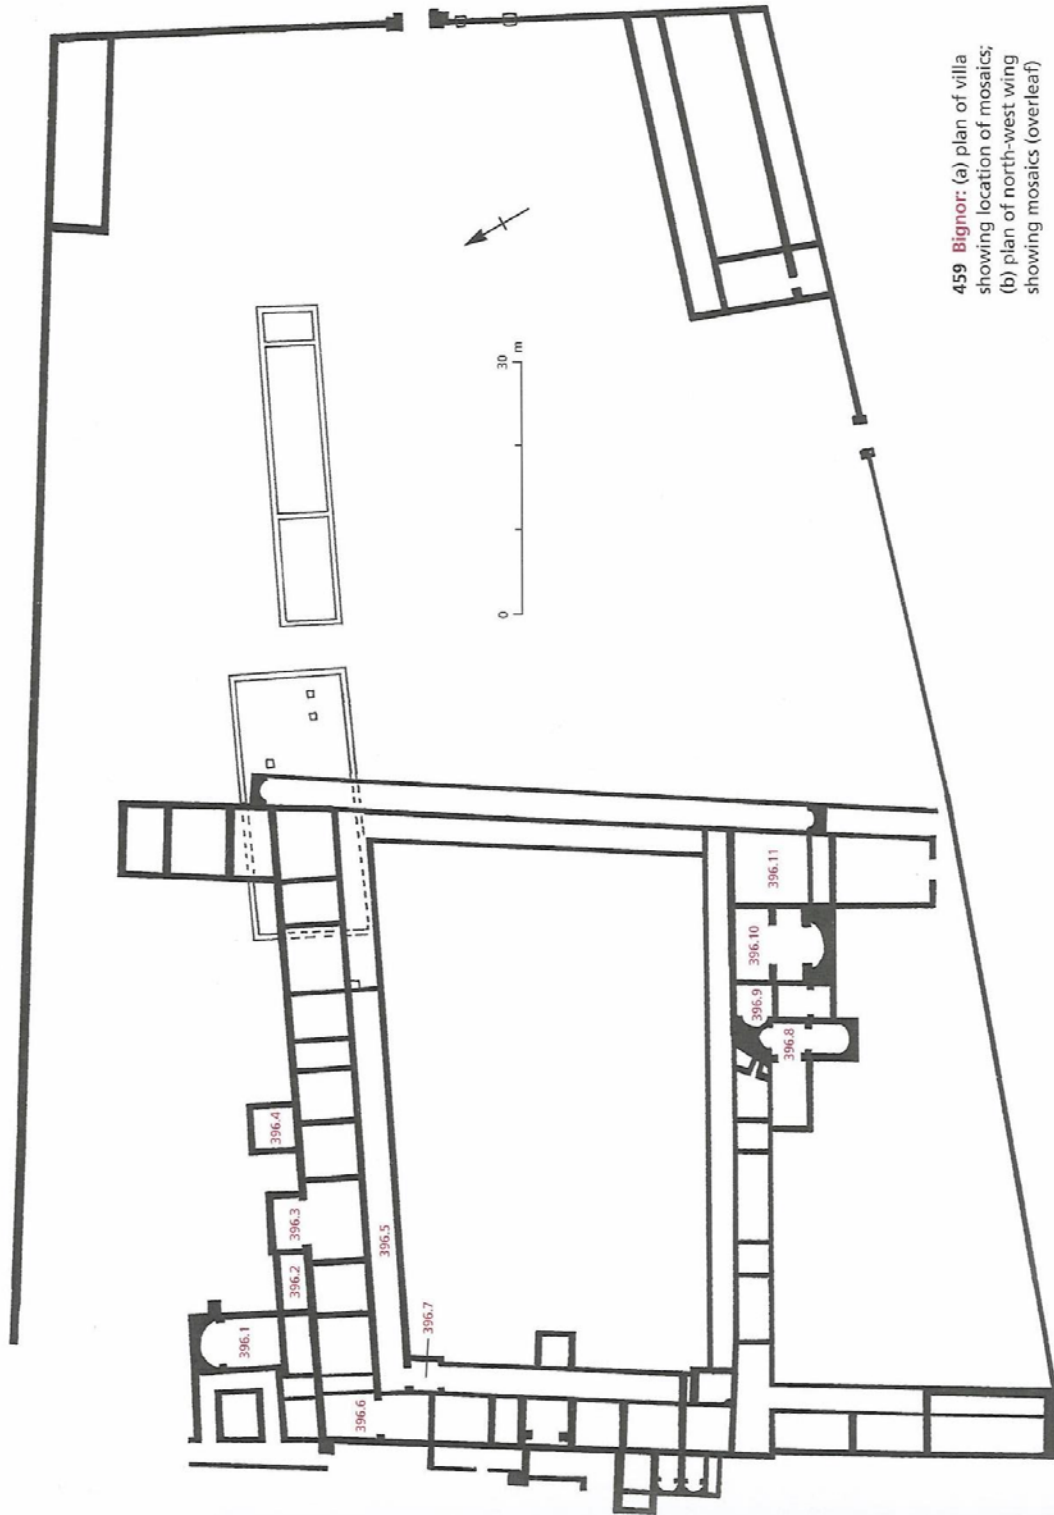 459 Bignor: (a) plan of villa
showing location of mosaics;
(b) plan of north-west wing
showing mosaics (overleaf)
0
30
m
396.1
396.2
396.3
396.4
396.5
396.6
396.7
396.8
396.9
396.10
396.11